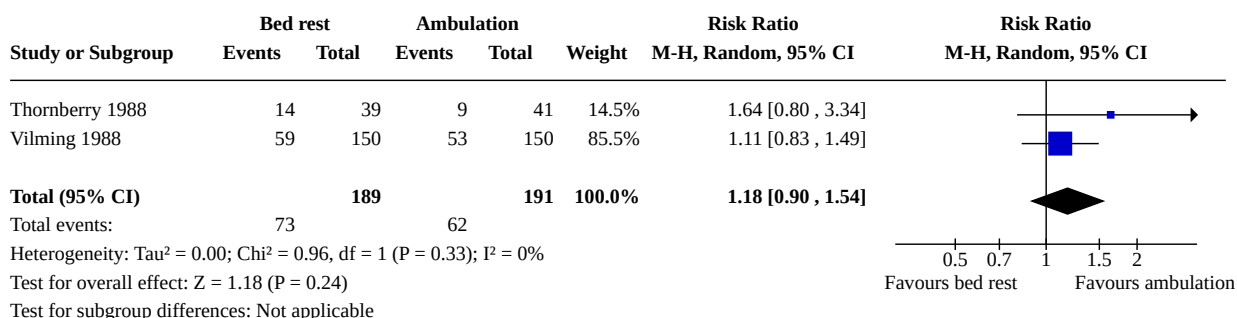 Bed rest Ambulation Risk Ratio Risk Ratio
Study or Subgroup Events Total Events Total Weight M-H, Random, 95% CI M-H, Random, 95% CI
Thornberry 1988 14 39 9 41 14.5% 1.64 [0.80 , 3.34]
Vilming 1988 59 150 53 150 85.5% 1.11 [0.83 , 1.49]
Total (95% CI) 189 191 100.0% 1.18 [0.90 , 1.54]
Total events: 73 62
Heterogeneity: Tau² = 0.00; Chi² = 0.96, df = 1 (P = 0.33); I² = 0%
0.5 0.7 1 1.5 2
Test for overall effect: Z = 1.18 (P = 0.24) Favours bed rest Favours ambulation
Test for subgroup differences: Not applicable